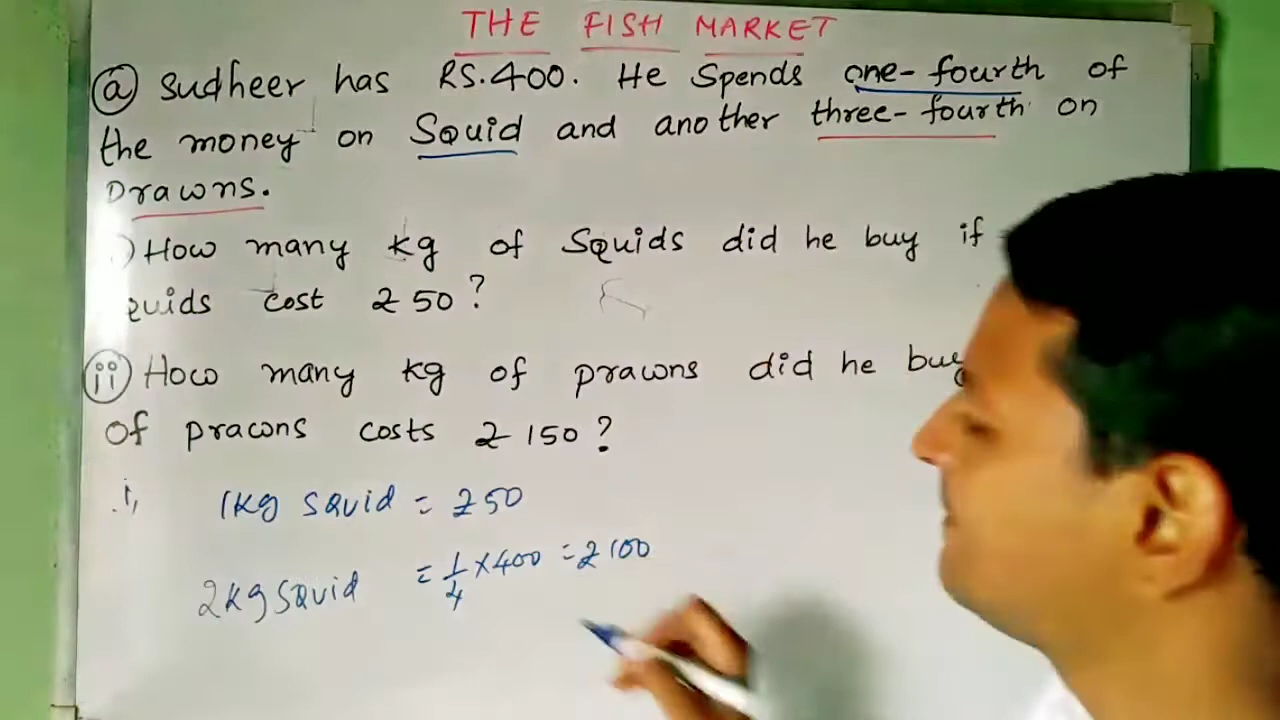 THE FISH MARKET
(a) Sudheer has RS.400. He Spends one-fourth of
the money on Squid and another three-fourth on
Prawns.
) How many kg of Squids did he buy if
quids cost ₹ 50?
(ii) How many kg of prawns did he buy
of prawns costs ₹ 150?
i,
1kg squid = ₹50
2kg squid = 1/4 × 400 = ₹100